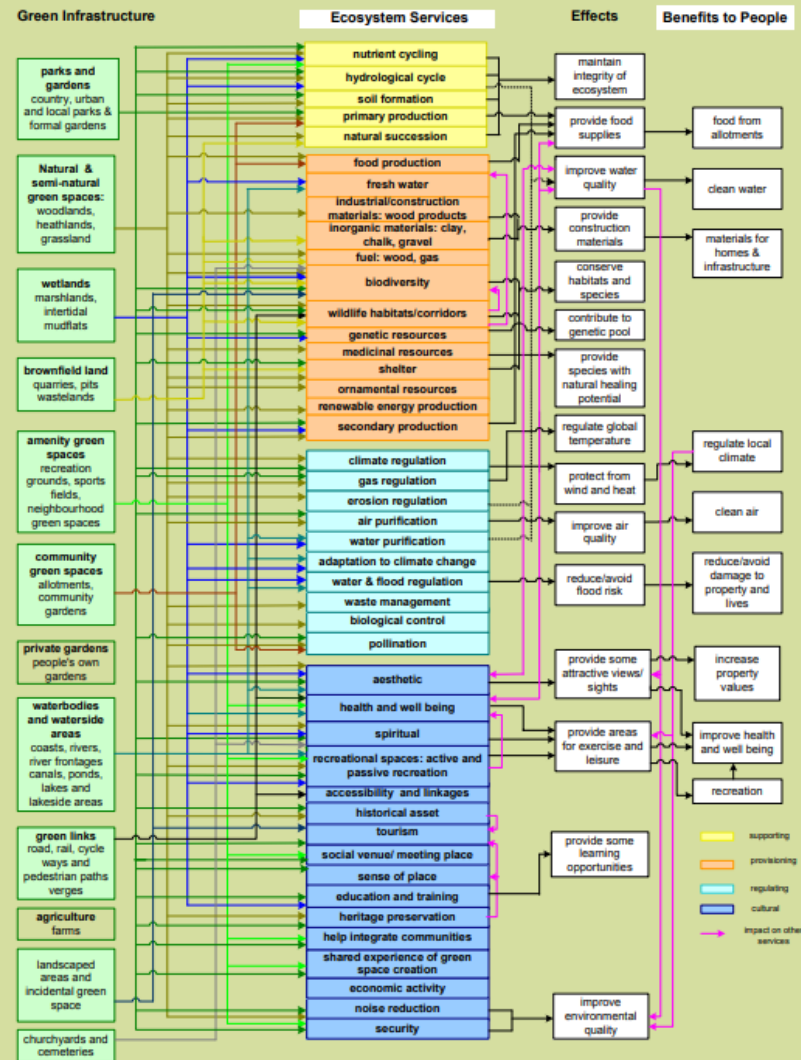 Green Infrastructure
Ecosystem Services
Effects
Benefits to People
parks and
gardens
country, urban
and local parks &
formal gardens
Natural &
semi-natural
green spaces:
woodlands,
heathlands,
grassland
wetlands
marshlands,
intertidal
mudflats
brownfield land
quarries, pits
wastelands
amenity green
spaces
recreation
grounds, sports
fields,
neighbourhood
green spaces
community
green spaces
allotments,
community
gardens
private gardens
people's own
gardens
waterbodies
and waterside
areas
coasts, rivers,
river frontages
canals, ponds,
lakes and
lakeside areas
green links
road, rail, cycle
ways and
pedestrian paths
verges
agriculture
farms
landscaped
areas and
incidental green
space
churchyards and
cemeteries
nutrient cycling
hydrological cycle
soil formation
primary production
natural succession
food production
fresh water
industrial/construction
materials: wood products
inorganic materials: clay,
chalk, gravel
fuel: wood, gas
biodiversity
wildlife habitats/corridors
genetic resources
medicinal resources
shelter
ornamental resources
renewable energy production
secondary production
climate regulation
gas regulation
erosion regulation
air purification
water purification
adaptation to climate change
water & flood regulation
waste management
biological control
pollination
aesthetic
health and well being
spiritual
recreational spaces: active and
passive recreation
accessibility and linkages
historical asset
tourism
social venue/ meeting place
sense of place
education and training
heritage preservation
help integrate communities
shared experience of green
space creation
economic activity
noise reduction
security
maintain
integrity of
ecosystem
provide food
supplies
improve water
quality
provide
construction
materials
conserve
habitats and
species
contribute to
genetic pool
provide
species with
natural healing
potential
regulate global
temperature
protect from
wind and heat
improve air
quality
reduce/avoid
flood risk
provide some
attractive views/
sights
provide areas
for exercise and
leisure
provide some
learning
opportunities
improve
environmental
quality
food from
allotments
clean water
materials for
homes &
infrastructure
regulate local
climate
clean air
reduce/avoid
damage to
property and
lives
increase
property
values
improve health
and well being
recreation
supporting
provisioning
regulating
cultural
impact on other
services